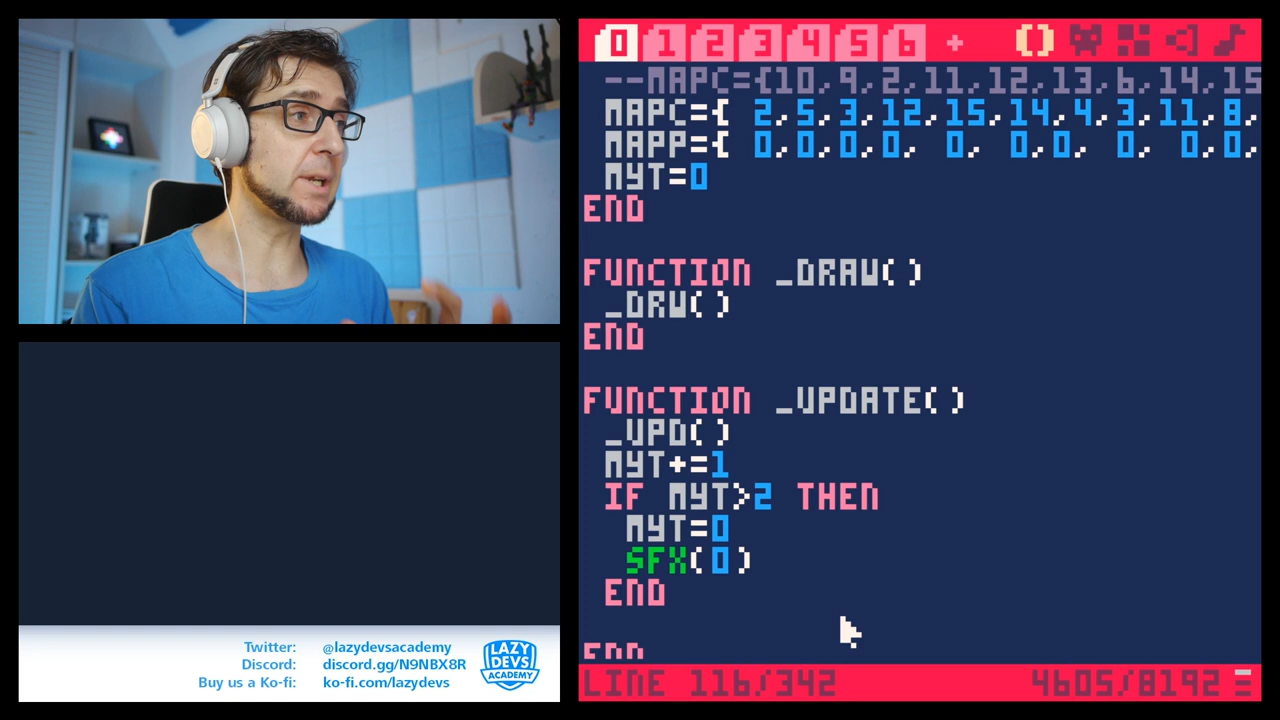 0 1 2 3 4 5 6 +
--MAPC={10,9,2,11,12,13,6,14,15
MAPC={ 2,5,3,12,15,14,4,3,11,8,
MAPP={ 0,0,0,0, 0, 0,0, 0, 0,0,
MYT=0
END
FUNCTION _DRAW()
_DRW()
END
FUNCTION _UPDATE()
_UPD()
MYT+=1
IF MYT>2 THEN
MYT=0
SFX(0)
END
END
LINE 116/342 4605/8192
Twitter: @lazydevsacademy
Discord: discord.gg/N9NBX8R
Buy us a Ko-fi: ko-fi.com/lazydevs
LAZY
DEVS
ACADEMY